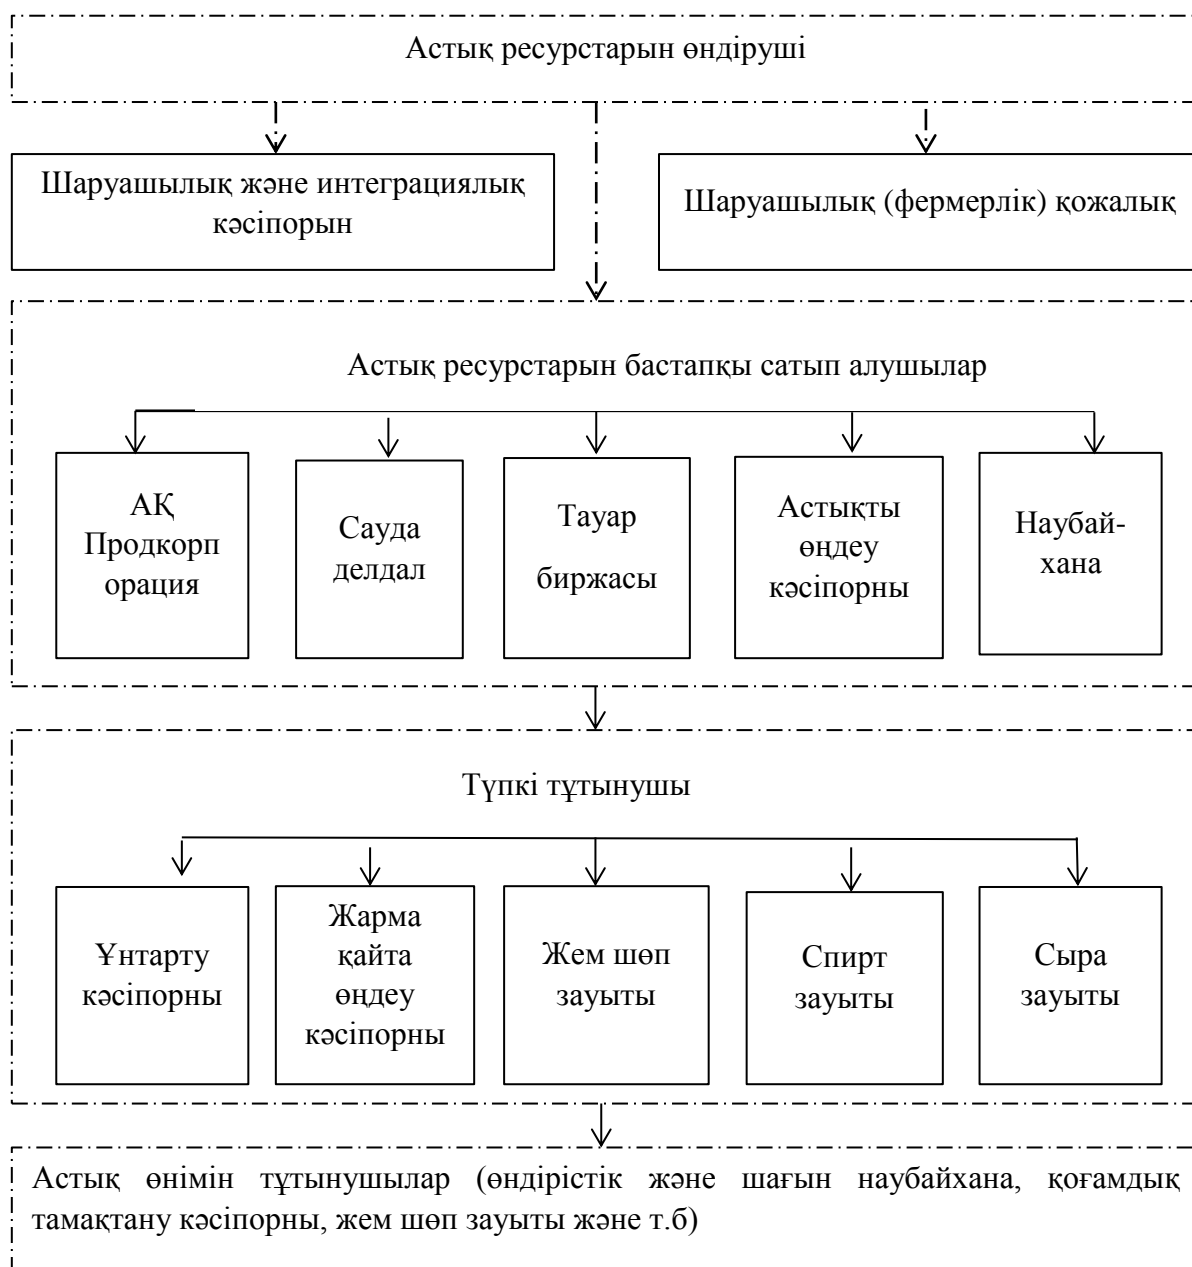 Астық ресурстарын өндіруші
Шаруашылық және интеграциялық
кәсіпорын
Шаруашылық (фермерлік) қожалық
Астық ресурстарын бастапқы сатып алушылар
АҚ
Продкорп
орация
Сауда
делдал
Тауар
биржасы
Астықты
өңдеу
кәсіпорны
Наубай-
хана
Түпкі тұтынушы
Ұнтарту
кәсіпорны
Жарма
қайта
өңдеу
кәсіпорны
Жем шөп
зауыты
Спирт
зауыты
Сыра
зауыты
Астық өнімін тұтынушылар (өндірістік және шағын наубайхана, қоғамдық
тамақтану кәсіпорны, жем шөп зауыты және т.б)